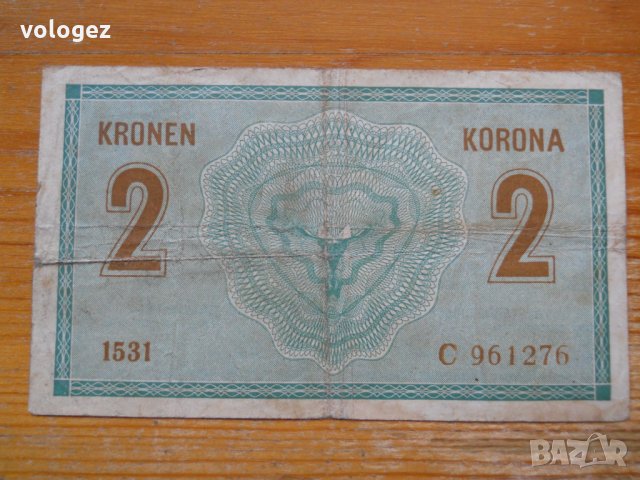 vologez
KRONEN KORONA
2 2
1531 C 961276
BAZAR